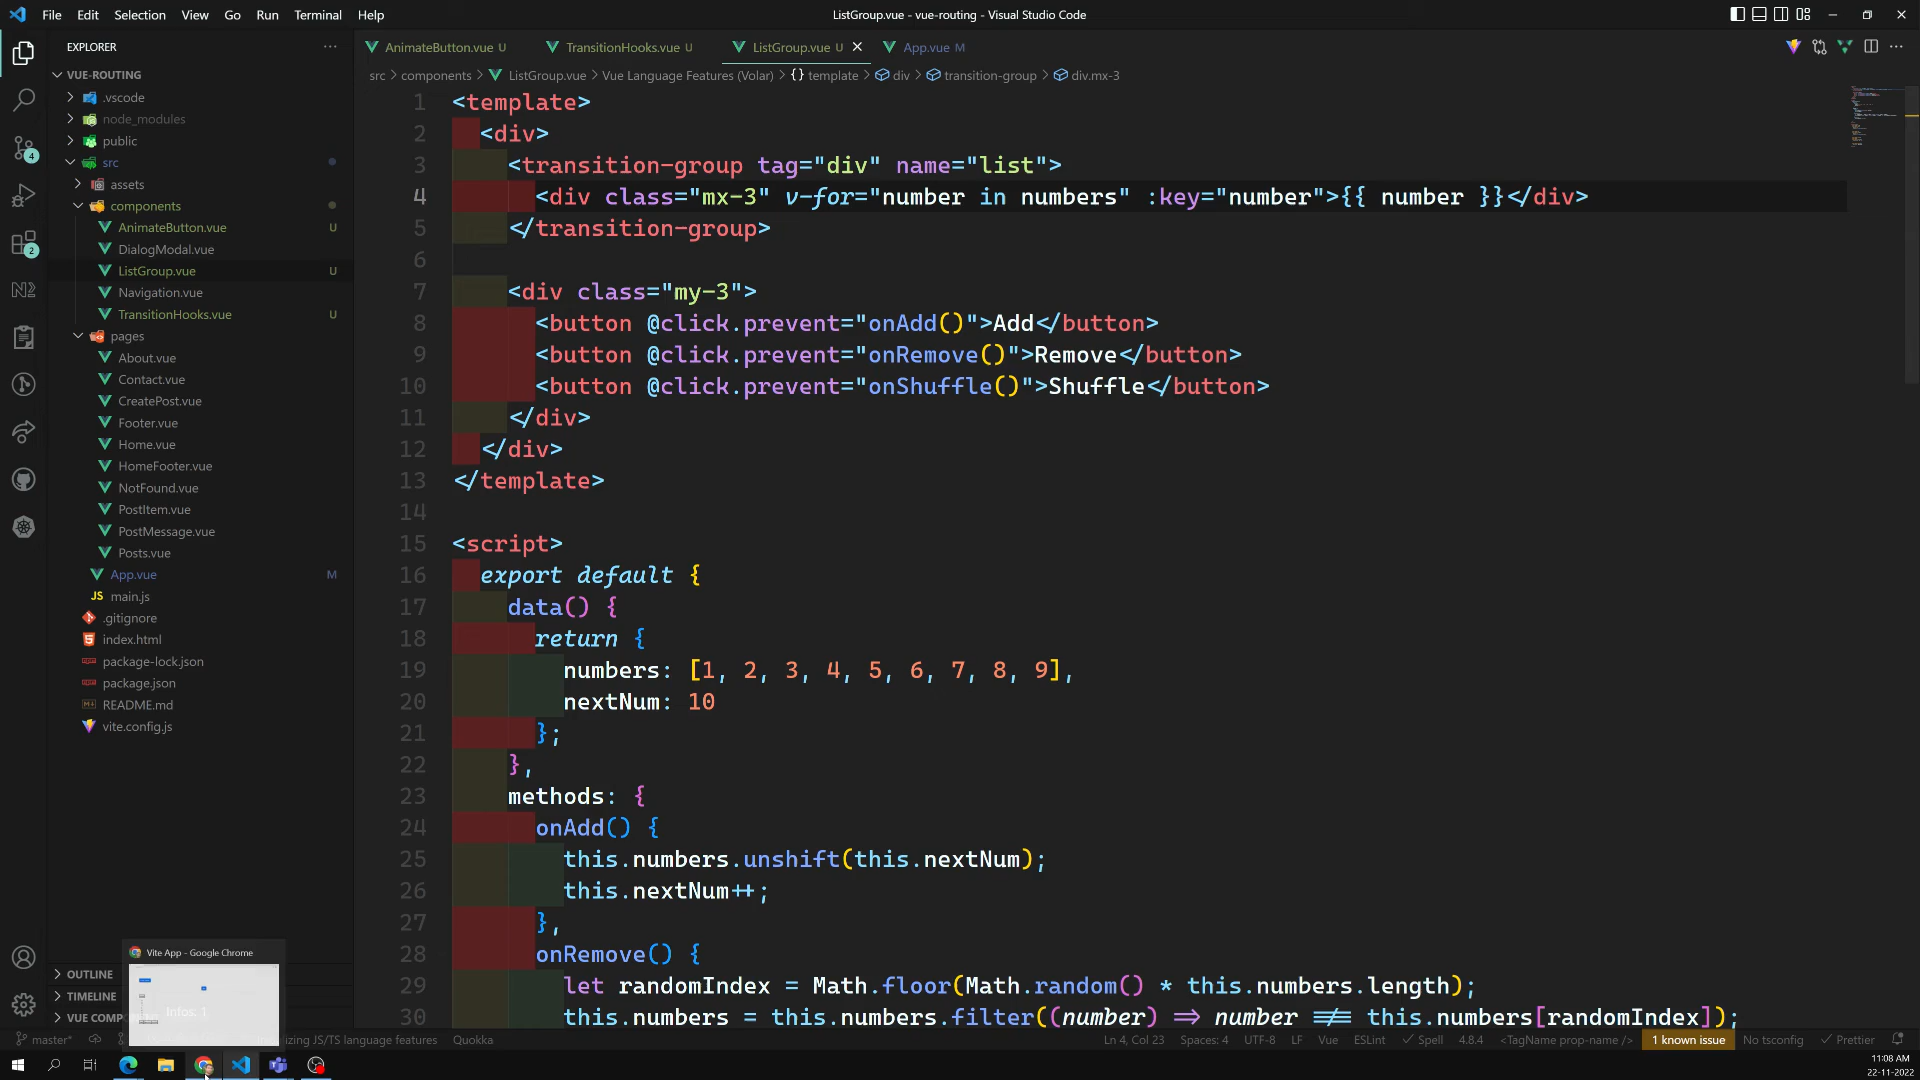 File Edit Selection View Go Run Terminal Help
ListGroup.vue - vue-routing - Visual Studio Code
EXPLORER
VUE-ROUTING
.vscode
node_modules
public
src
assets
components
AnimateButton.vue U
DialogModal.vue
ListGroup.vue U
Navigation.vue
TransitionHooks.vue U
pages
About.vue
Contact.vue
CreatePost.vue
Footer.vue
Home.vue
HomeFooter.vue
NotFound.vue
PostItem.vue
PostMessage.vue
Posts.vue
App.vue M
main.js
.gitignore
index.html
package-lock.json
package.json
README.md
vite.config.js
OUTLINE
TIMELINE
VUE COMP
Vite App - Google Chrome
Infos: 1
AnimateButton.vue U TransitionHooks.vue U ListGroup.vue U App.vue M
src > components > ListGroup.vue > Vue Language Features (Volar) > {} template > div > transition-group > div.mx-3
1 <template>
2 <div>
3 <transition-group tag="div" name="list">
4 <div class="mx-3" v-for="number in numbers" :key="number">{{ number }}</div>
5 </transition-group>
6
7 <div class="my-3">
8 <button @click.prevent="onAdd()">Add</button>
9 <button @click.prevent="onRemove()">Remove</button>
10 <button @click.prevent="onShuffle()">Shuffle</button>
11 </div>
12 </div>
13 </template>
14
15 <script>
16 export default {
17 data() {
18 return {
19 numbers: [1, 2, 3, 4, 5, 6, 7, 8, 9],
20 nextNum: 10
21 };
22 },
23 methods: {
24 onAdd() {
25 this.numbers.unshift(this.nextNum);
26 this.nextNum++;
27 },
28 onRemove() {
29 let randomIndex = Math.floor(Math.random() * this.numbers.length);
30 this.numbers = this.numbers.filter((number) => number !== this.numbers[randomIndex]);
master* JS/TS language features Quokka Ln 4, Col 23 Spaces: 4 UTF-8 LF Vue ESLint Spell 4.8.4 <TagName prop-name /> 1 known issue No tsconfig Prettier
11:08 AM
22-11-2022